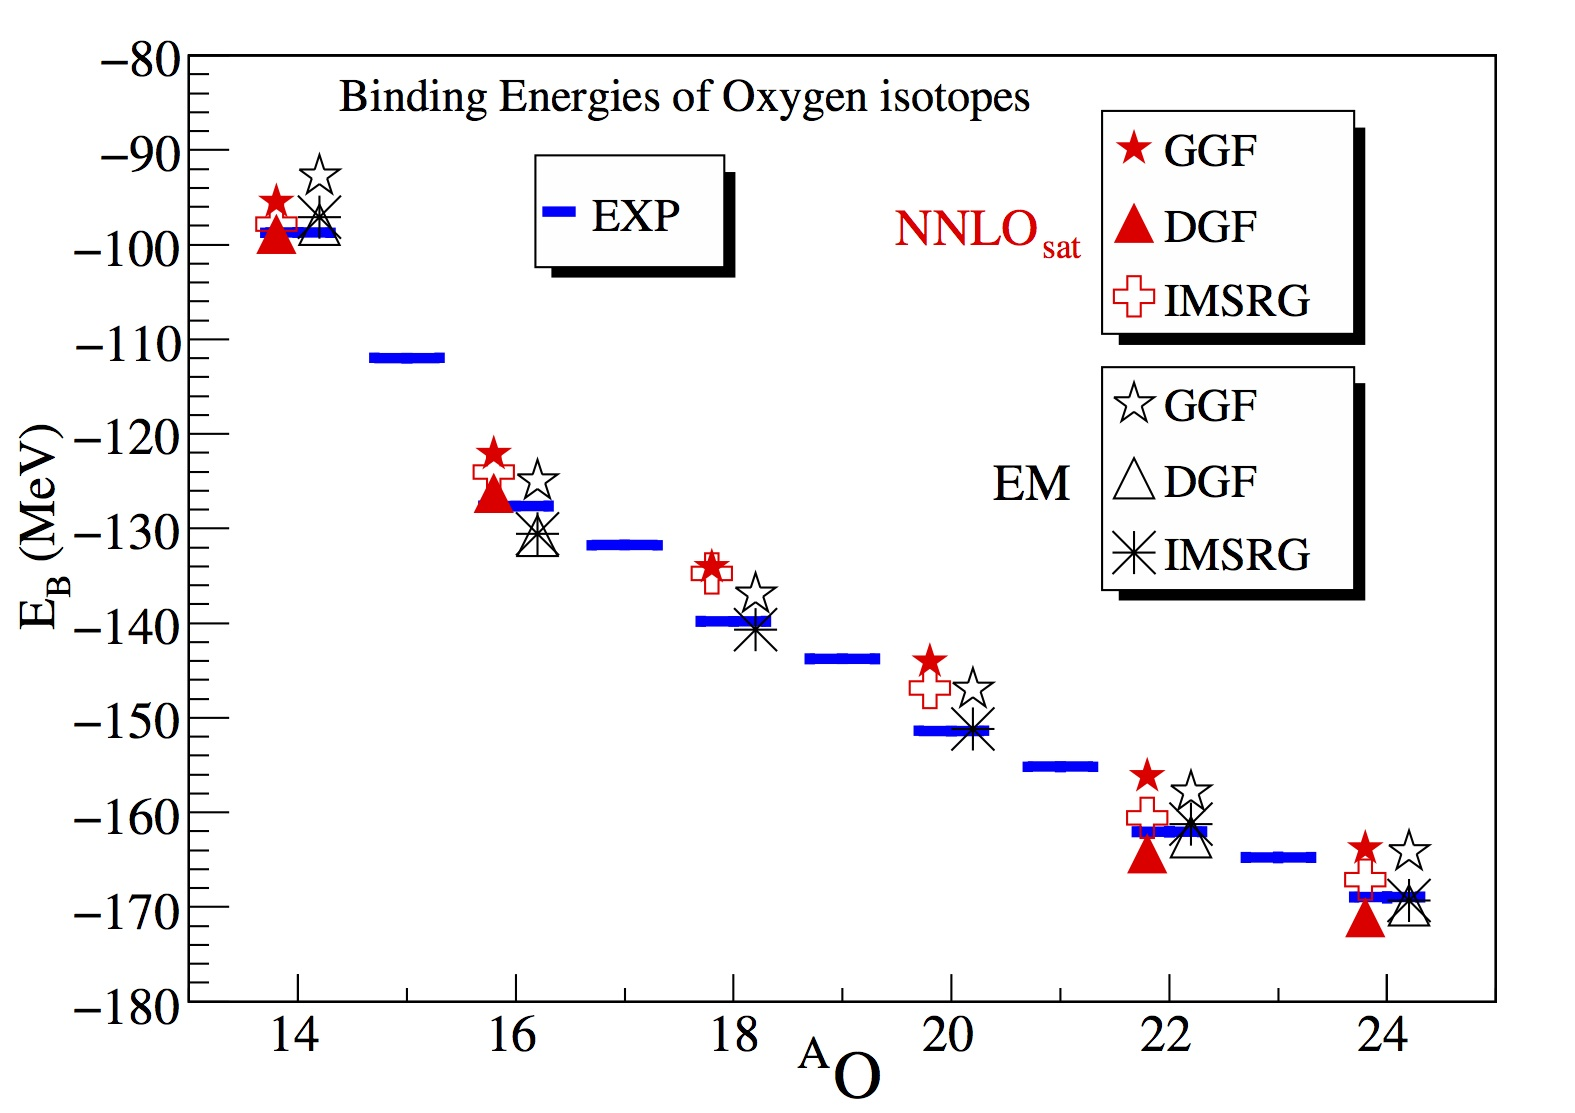 Binding Energies of Oxygen isotopes
EXP
NNLOsat
GGF
DGF
IMSRG
EM
GGF
DGF
IMSRG
EB (MeV)
−80
−90
−100
−110
−120
−130
−140
−150
−160
−170
−180
14 16 18 20 22 24
AO